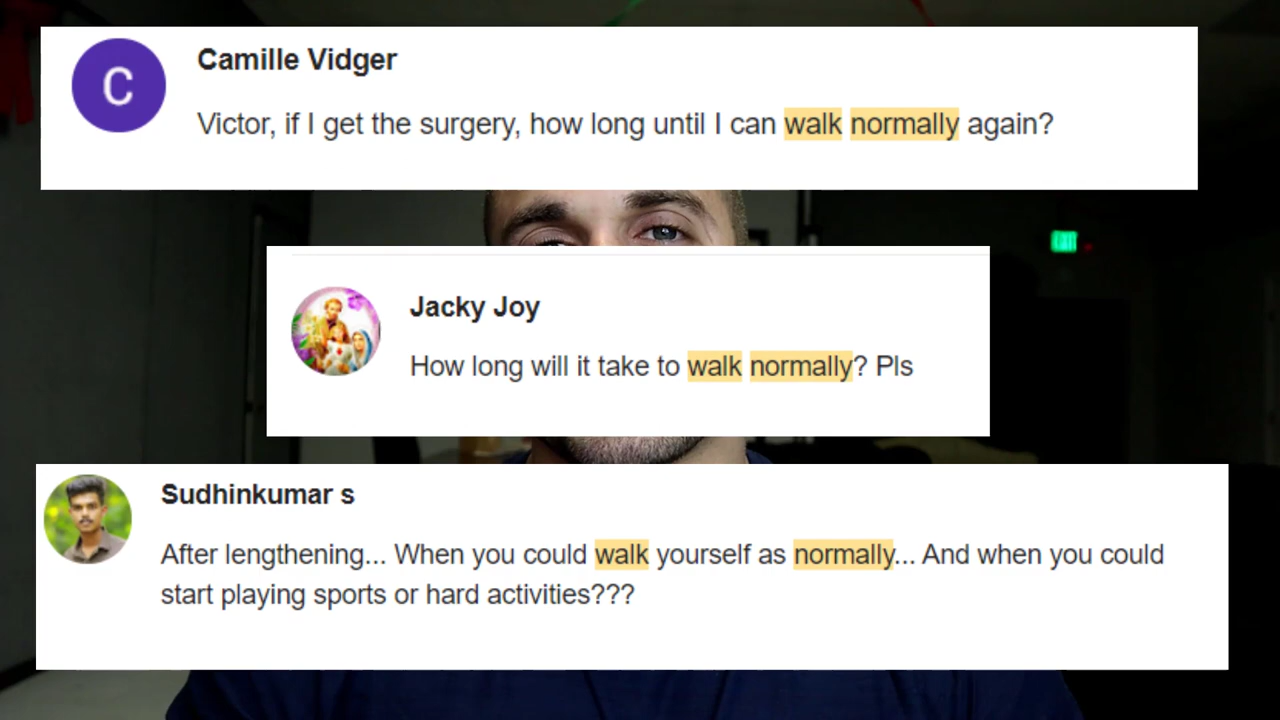 C
Camille Vidger
Victor, if I get the surgery, how long until I can walk normally again?
Jacky Joy
How long will it take to walk normally? Pls
Sudhinkumar s
After lengthening... When you could walk yourself as normally... And when you could
start playing sports or hard activities???